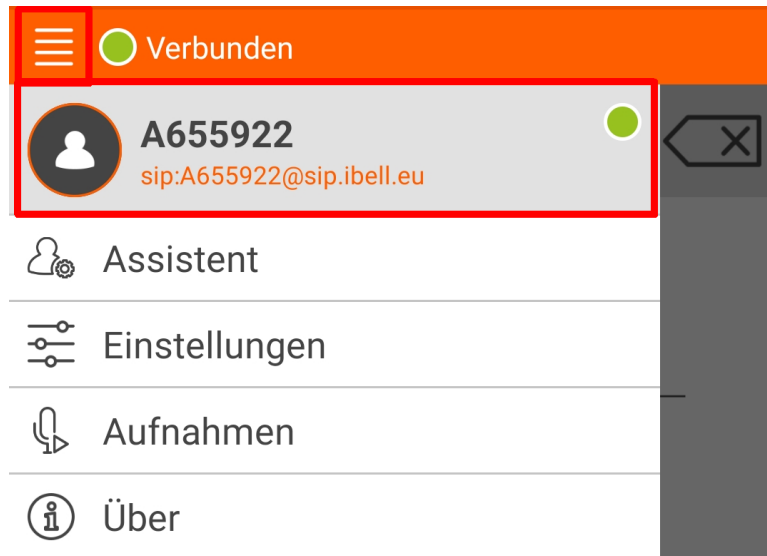 Verbunden
A655922
sip:A655922@sip.ibell.eu
Assistent
Einstellungen
Aufnahmen
Über